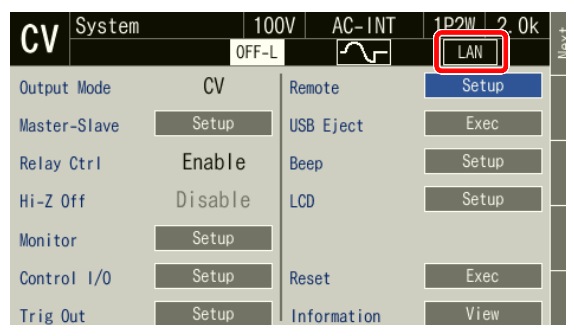 CV System 100V AC-INT 1P2W 2.0k
OFF-L LAN
Next
Output Mode CV Remote Setup
Master-Slave Setup USB Eject Exec
Relay Ctrl Enable Beep Setup
Hi-Z Off Disable LCD Setup
Monitor Setup
Control I/O Setup Reset Exec
Trig Out Setup Information View